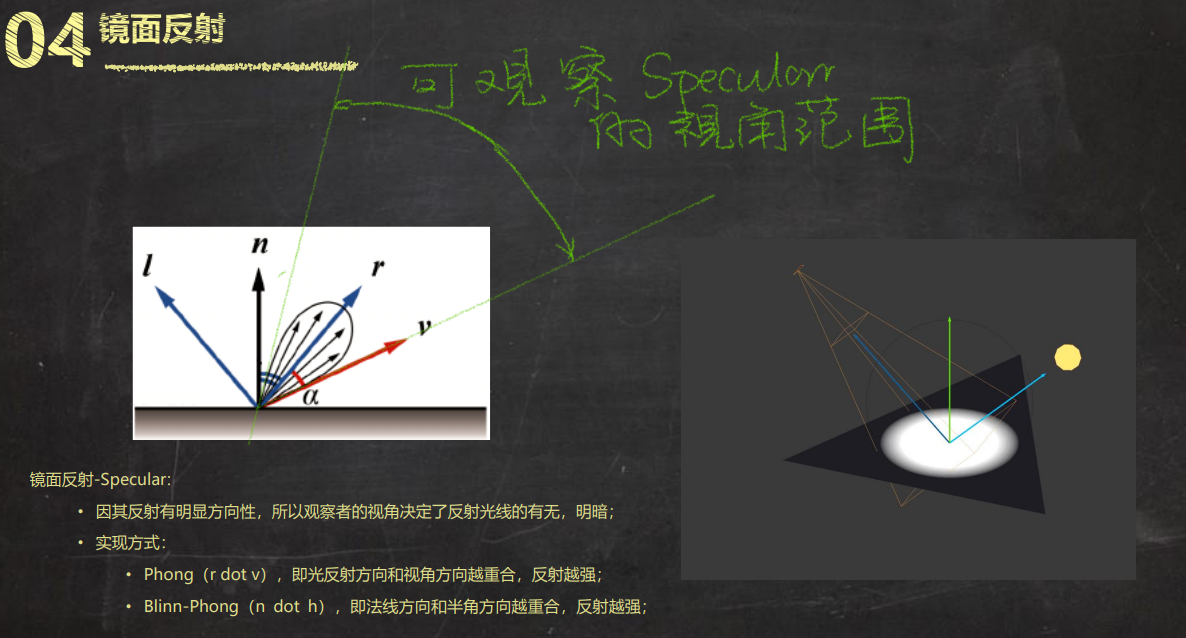 04 镜面反射
可观察 Specular
的視角范围
l
n
r
v
α
镜面反射-Specular:
• 因其反射有明显方向性，所以观察者的视角决定了反射光线的有无，明暗；
• 实现方式：
• Phong（r dot v），即光反射方向和视角方向越重合，反射越强；
• Blinn-Phong（n dot h），即法线方向和半角方向越重合，反射越强；